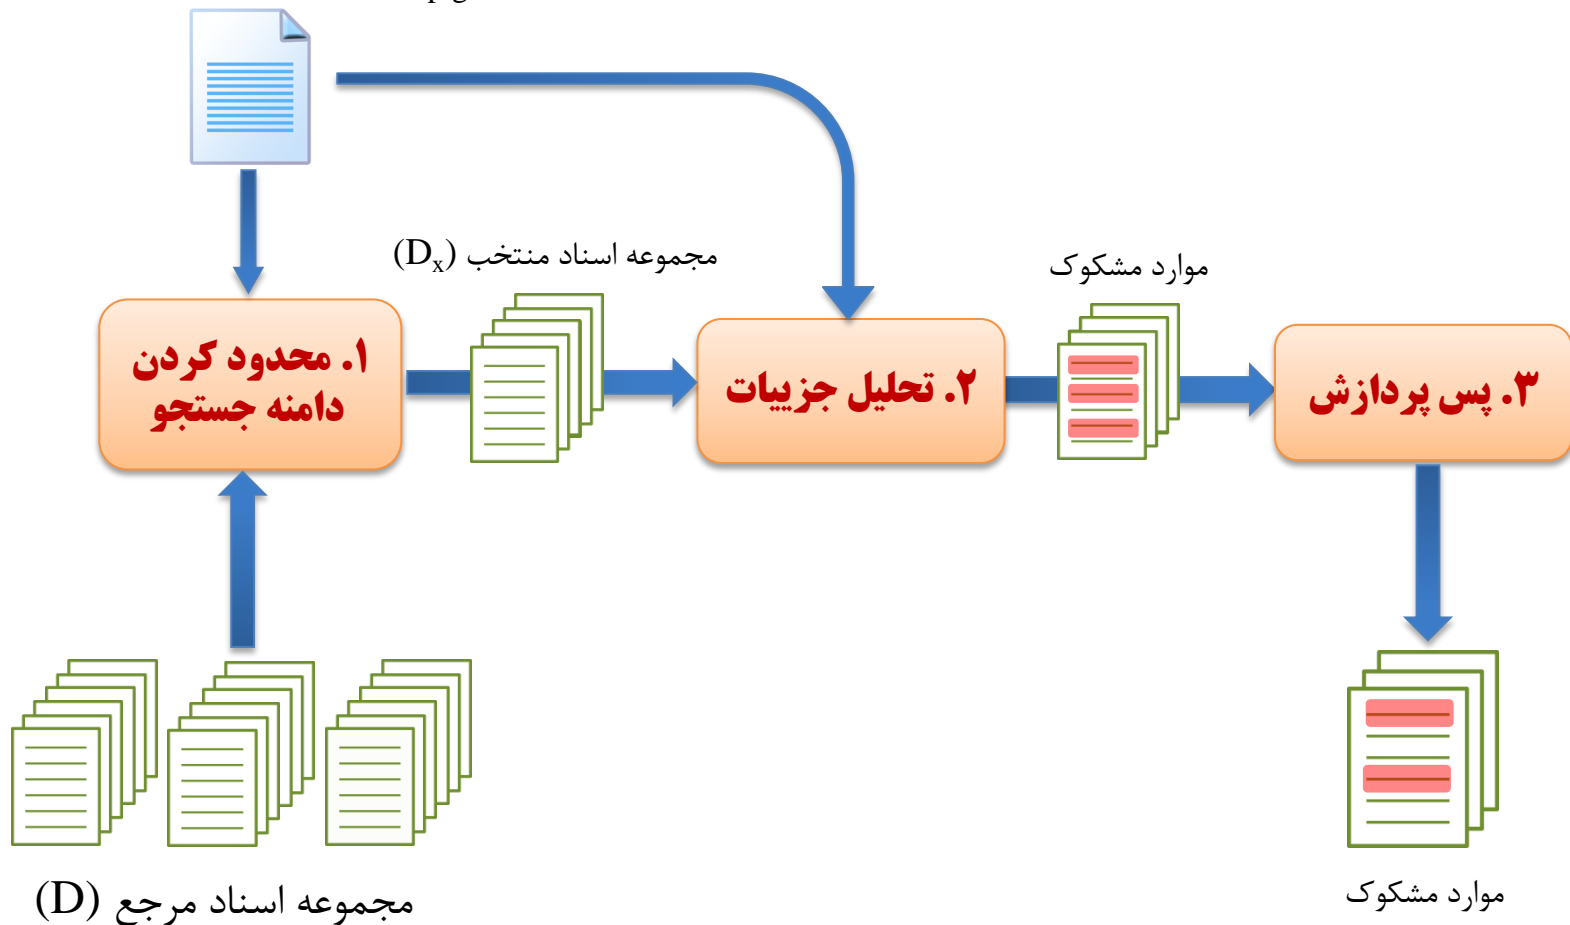 مجموعه اسناد منتخب (Dx)
موارد مشکوک
۱. محدود کردن
دامنه جستجو
۲. تحلیل جزییات
۳. پس پردازش
مجموعه اسناد مرجع (D)
موارد مشکوک